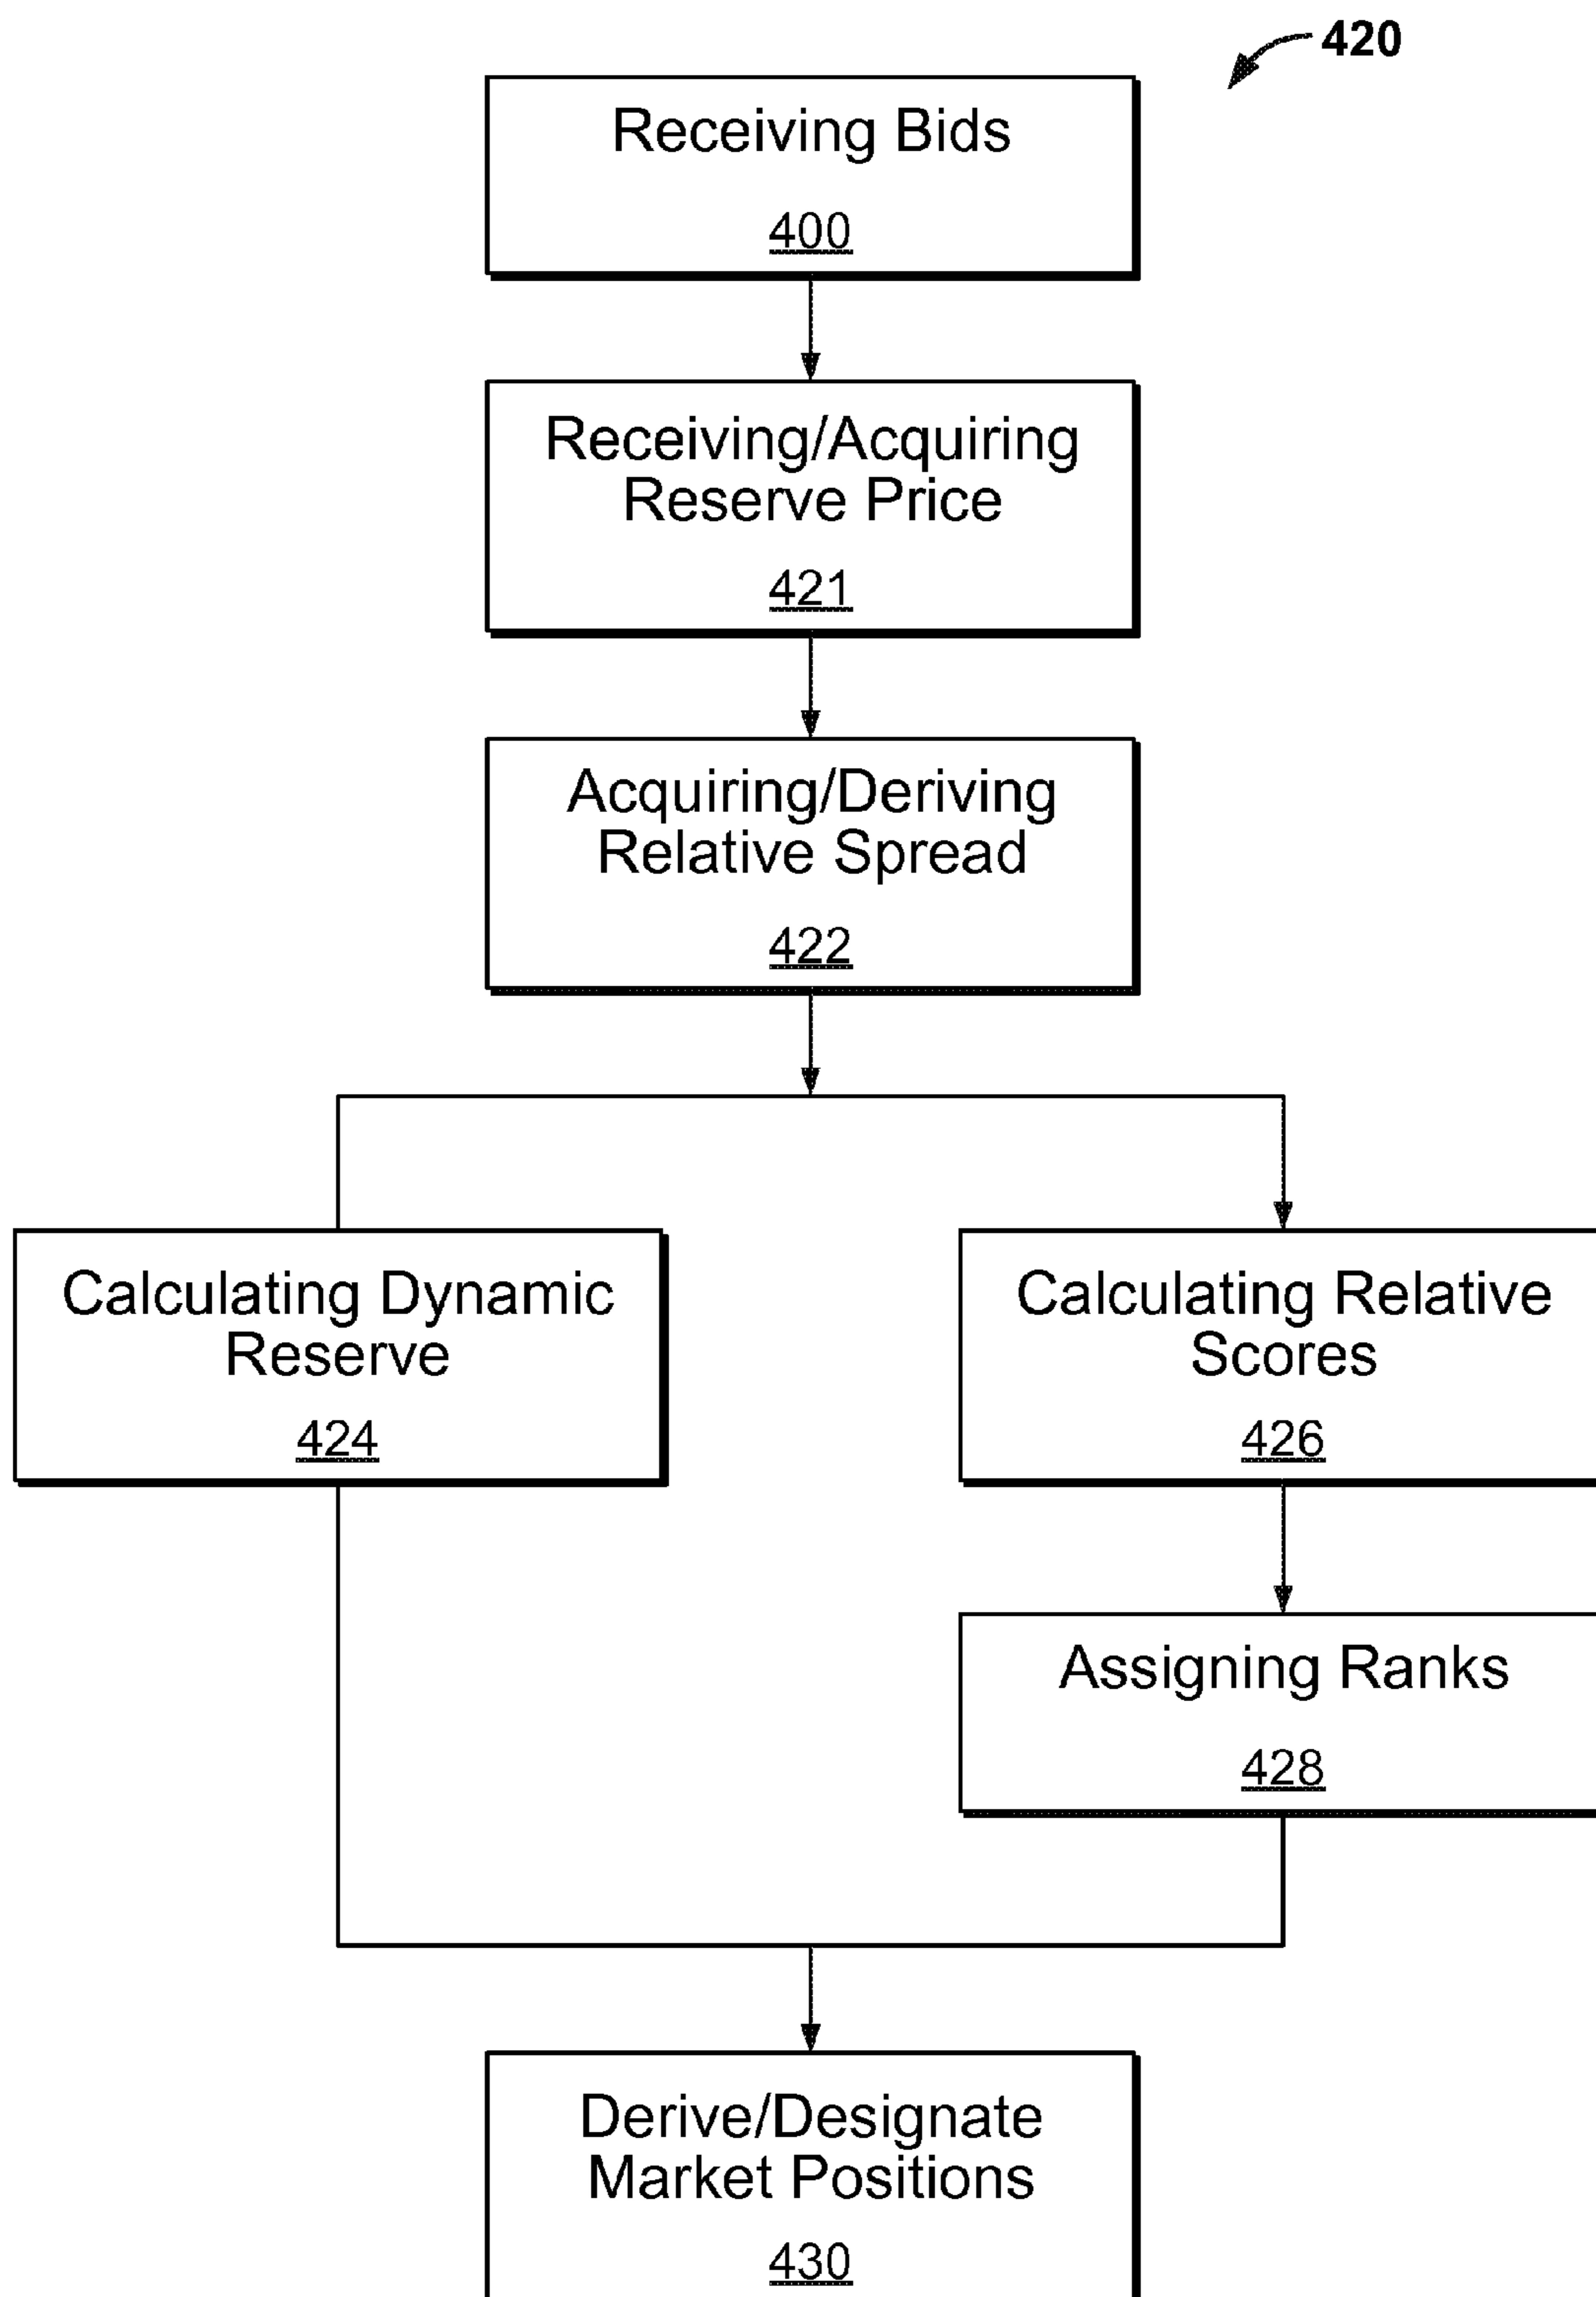 420
Receiving Bids
400
Receiving/Acquiring
Reserve Price
421
Acquiring/Deriving
Relative Spread
422
Calculating Dynamic
Reserve
424
Calculating Relative
Scores
426
Assigning Ranks
428
Derive/Designate
Market Positions
430